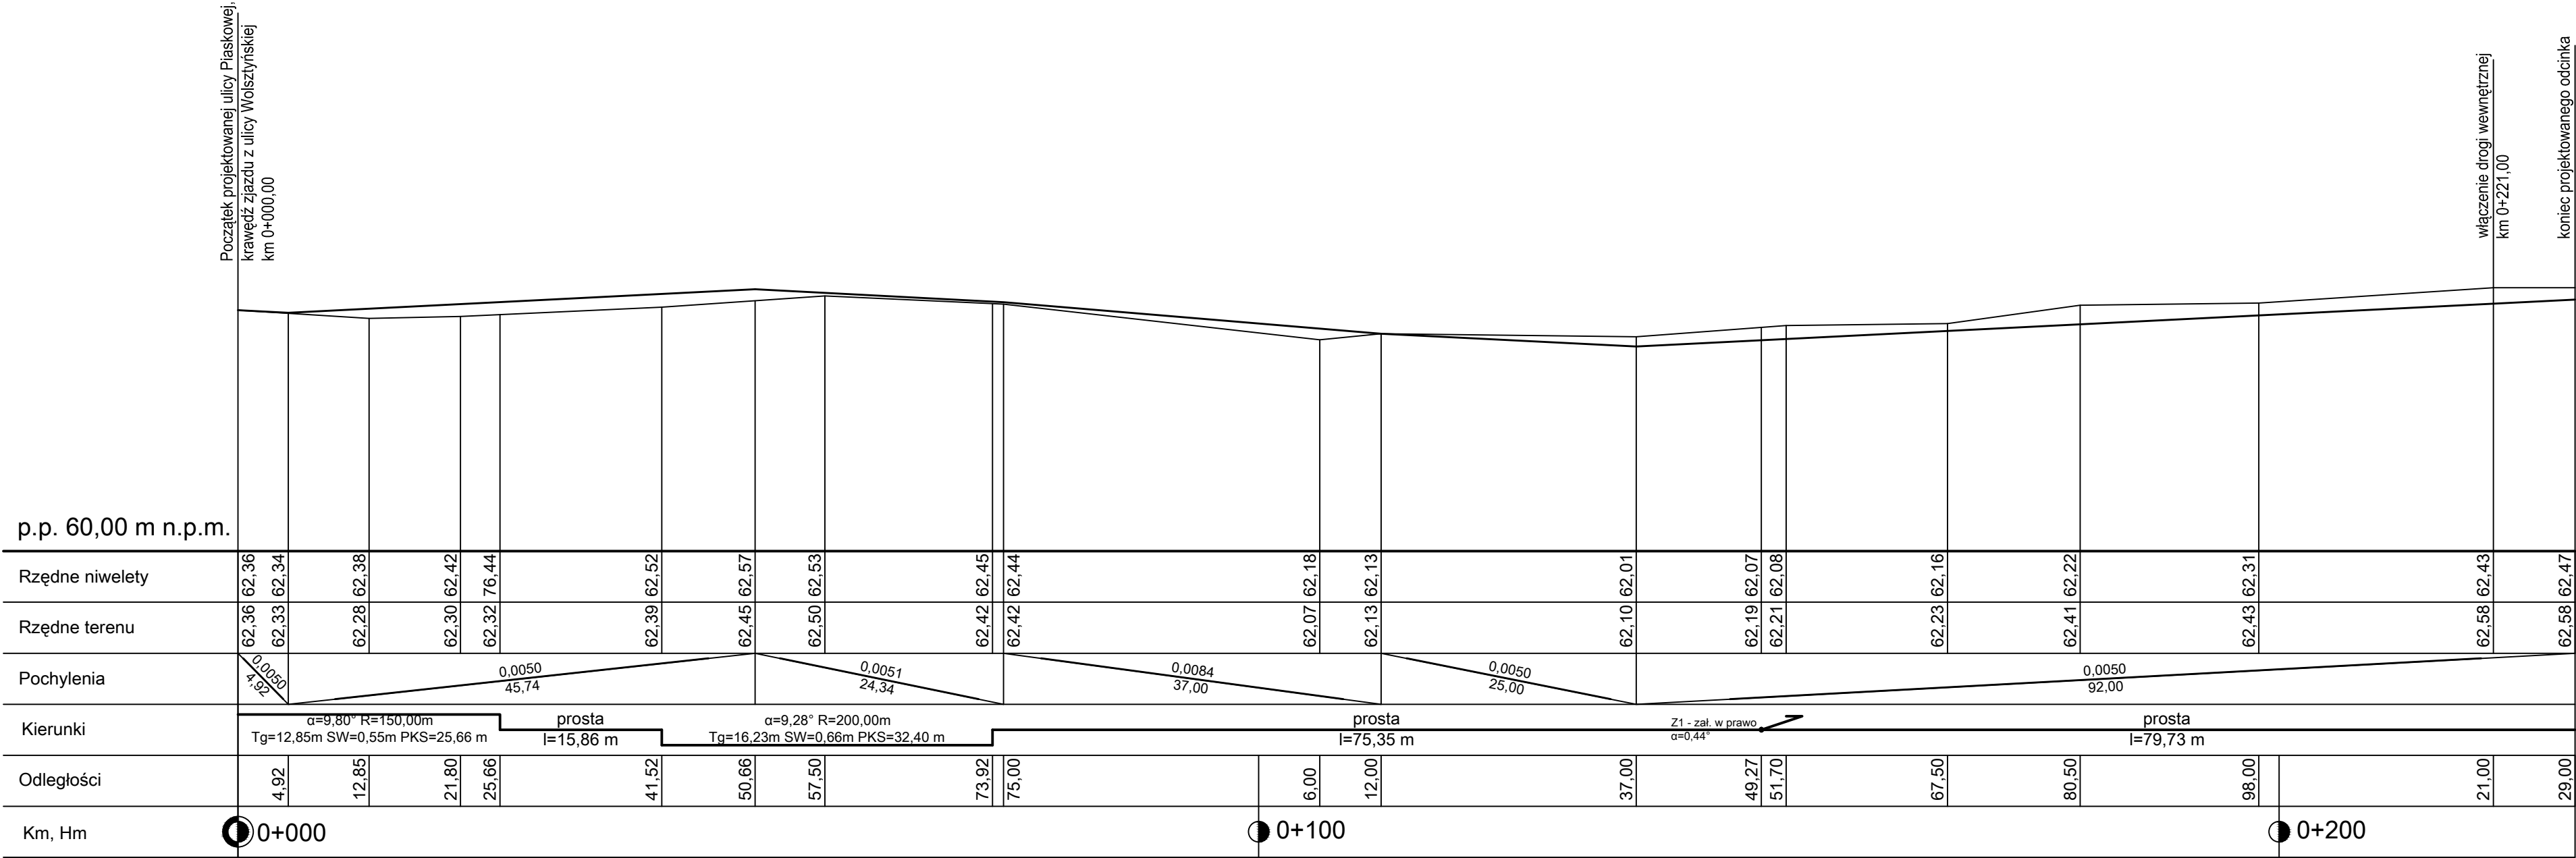 Początek projektowanej ulicy Piaskowej,
krawędź zjazdu z ulicy Wolsztyńskiej
km 0+000,00
włączenie drogi wewnętrznej
km 0+221,00
koniec projektowanego odcinka
p.p. 60,00 m n.p.m.
Rzędne niwelety
62,36 62,34 62,38 62,42 76,44 62,52 62,57 62,53 62,45 62,44 62,18 62,13 62,01 62,07 62,08 62,16 62,22 62,31 62,43 62,47
Rzędne terenu
62,36 62,33 62,28 62,30 62,32 62,39 62,45 62,50 62,42 62,42 62,07 62,13 62,10 62,19 62,21 62,23 62,41 62,43 62,58 62,58
Pochylenia
0,0050 0,0050 0,0051 0,0084 0,0050 0,0050
4,92 45,74 24,34 37,00 25,00 92,00
Kierunki
α=9,80° R=150,00m prosta α=9,28° R=200,00m prosta Z1 - zał. w prawo prosta
Tg=12,85m SW=0,55m PKS=25,66 m l=15,86 m Tg=16,23m SW=0,66m PKS=32,40 m l=75,35 m α=0,44° l=79,73 m
Odległości
4,92 12,85 21,80 25,66 41,52 50,66 57,50 73,92 75,00 6,00 12,00 37,00 49,27 51,70 67,50 80,50 98,00 21,00 29,00
Km, Hm
0+000 0+100 0+200